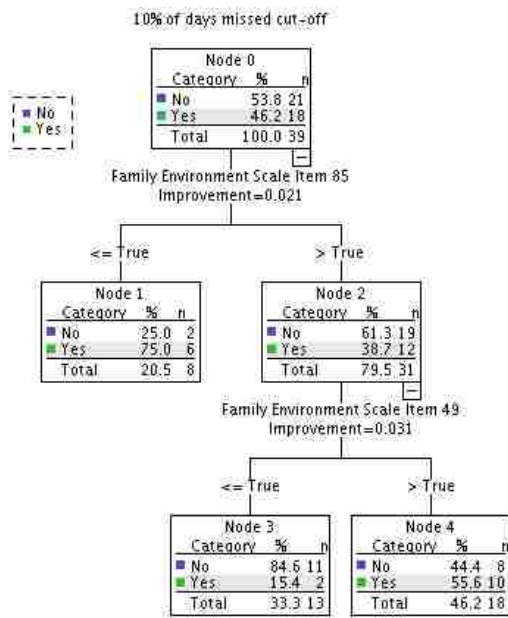 10% of days missed cut-off
No
Yes
Node 0
Category % n
No 53.8 21
Yes 46.2 18
Total 100.0 39
Family Environment Scale Item 85
Improvement=0.021
<= True
> True
Node 1
Category % n
No 25.0 2
Yes 75.0 6
Total 20.5 8
Node 2
Category % n
No 61.3 19
Yes 38.7 12
Total 79.5 31
Family Environment Scale Item 49
Improvement=0.031
<= True
> True
Node 3
Category % n
No 84.6 11
Yes 15.4 2
Total 33.3 13
Node 4
Category % n
No 44.4 8
Yes 55.6 10
Total 46.2 18